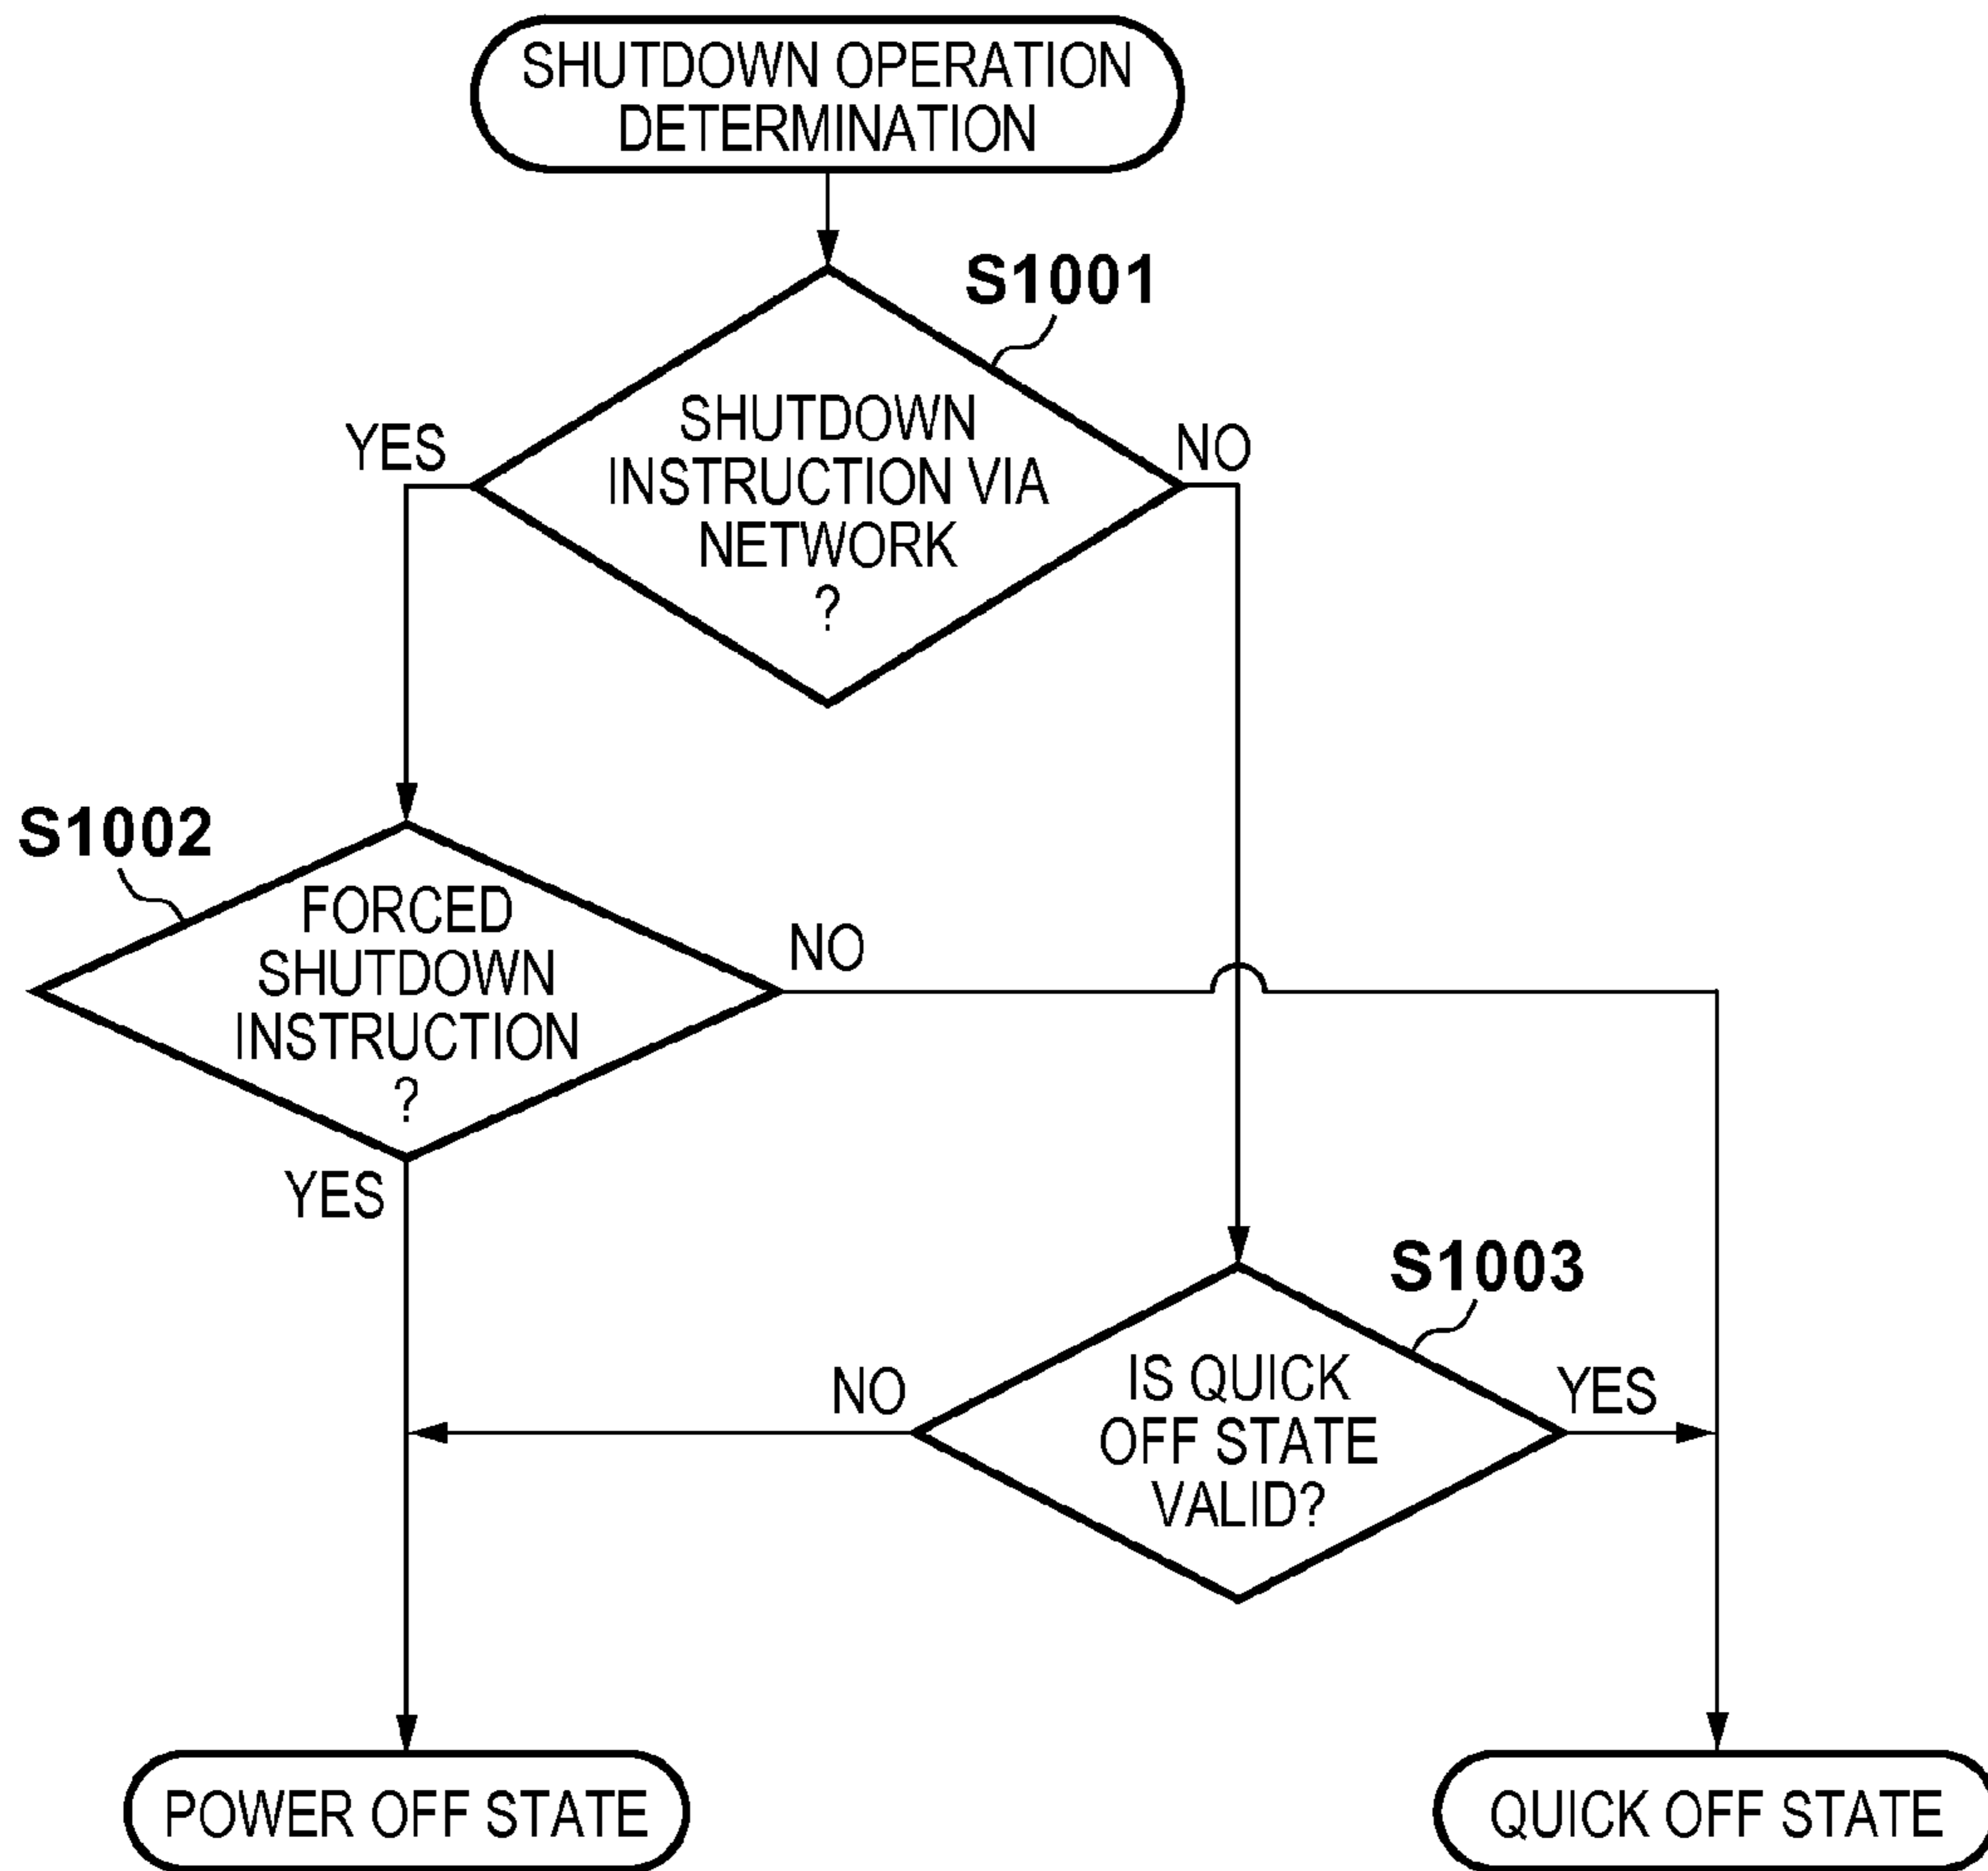 SHUTDOWN OPERATION
DETERMINATION
S1001
SHUTDOWN
INSTRUCTION VIA
NETWORK
?
YES
NO
S1002
FORCED
SHUTDOWN
INSTRUCTION
?
NO
YES
S1003
IS QUICK
OFF STATE
VALID?
NO
YES
POWER OFF STATE
QUICK OFF STATE